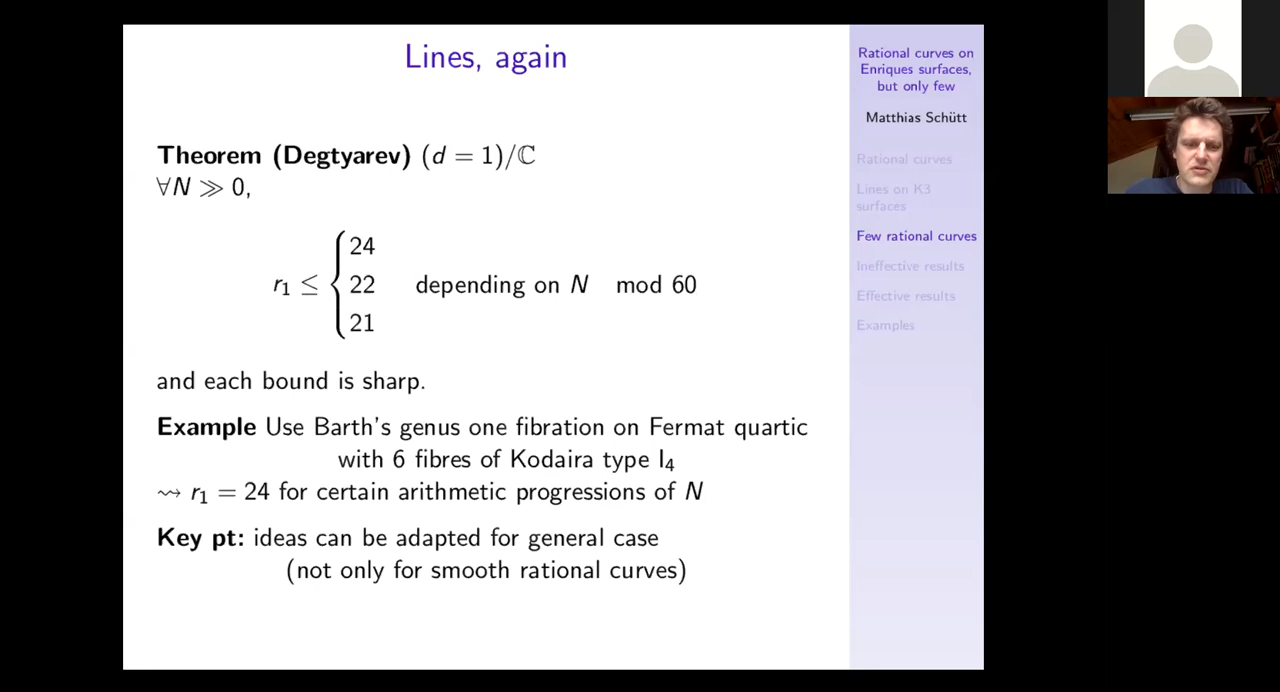 Lines, again
Theorem (Degtyarev) (d = 1)/ℂ
∀N ≫ 0,
r₁ ≤ { 24
22 depending on N mod 60
21
and each bound is sharp.
Example Use Barth's genus one fibration on Fermat quartic
with 6 fibres of Kodaira type I₄
⇝ r₁ = 24 for certain arithmetic progressions of N
Key pt: ideas can be adapted for general case
(not only for smooth rational curves)
Rational curves on
Enriques surfaces,
but only few
Matthias Schütt
Rational curves
Lines on K3
surfaces
Few rational curves
Ineffective results
Effective results
Examples